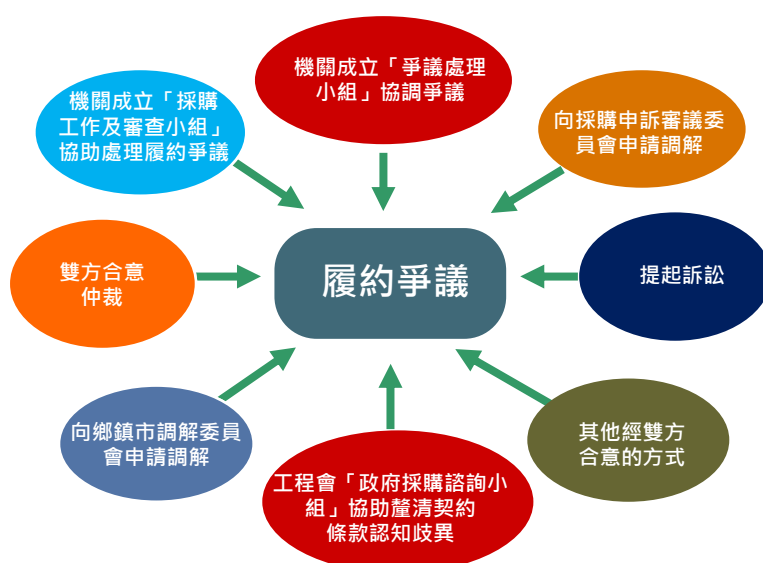 機關成立「爭議處理
小組」協調爭議
機關成立「採購
工作及審查小組」
協助處理履約爭議
向採購申訴審議委
員會申請調解
雙方合意
仲裁
履約爭議
提起訴訟
向鄉鎮市調解委員
會申請調解
工程會「政府採購諮詢小
組」協助釐清契約
條款認知歧異
其他經雙方
合意的方式